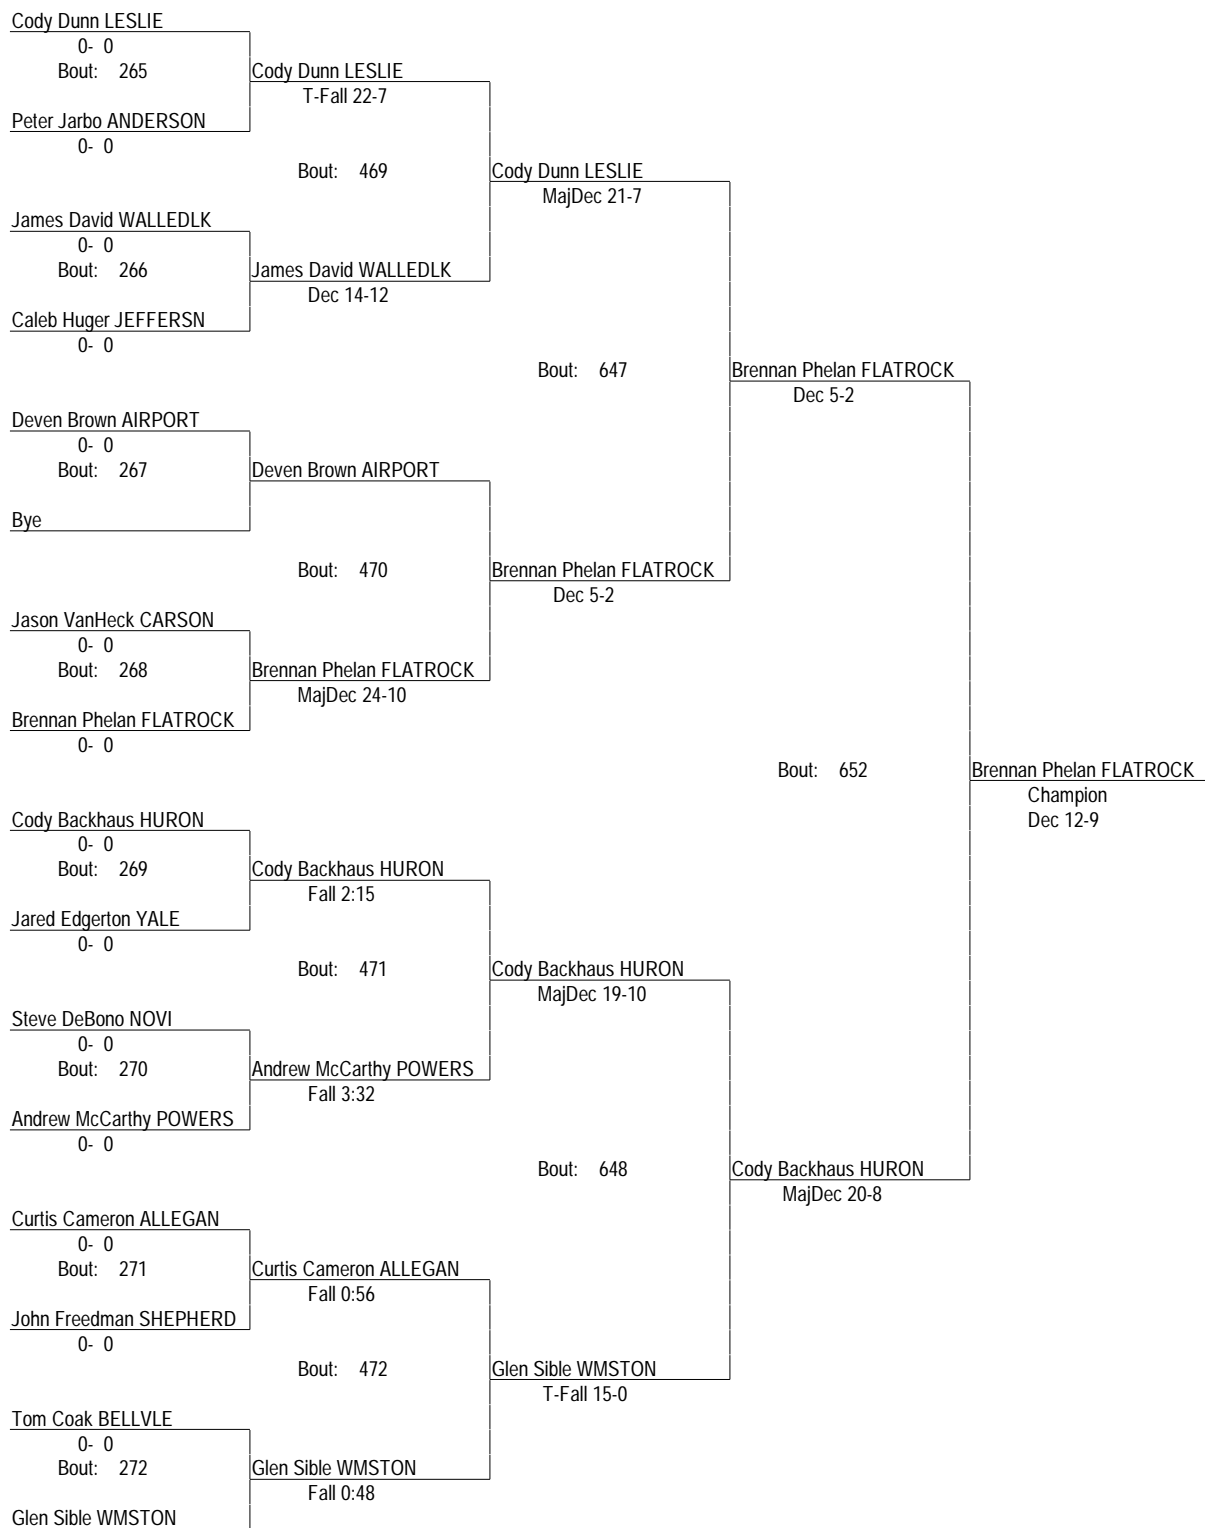 Cody Dunn LESLIE
0- 0
Bout: 265
Cody Dunn LESLIE
T-Fall 22-7
Peter Jarbo ANDERSON
0- 0
Bout: 469
Cody Dunn LESLIE
MajDec 21-7
James David WALLEDLK
0- 0
Bout: 266
James David WALLEDLK
Dec 14-12
Caleb Huger JEFFERSN
0- 0
Bout: 647
Brennan Phelan FLATROCK
Dec 5-2
Deven Brown AIRPORT
0- 0
Bout: 267
Deven Brown AIRPORT
Bye
Bout: 470
Brennan Phelan FLATROCK
Dec 5-2
Jason VanHeck CARSON
0- 0
Bout: 268
Brennan Phelan FLATROCK
MajDec 24-10
Brennan Phelan FLATROCK
0- 0
Bout: 652
Brennan Phelan FLATROCK
Champion
Dec 12-9
Cody Backhaus HURON
0- 0
Bout: 269
Cody Backhaus HURON
Fall 2:15
Jared Edgerton YALE
0- 0
Bout: 471
Cody Backhaus HURON
MajDec 19-10
Steve DeBono NOVI
0- 0
Bout: 270
Andrew McCarthy POWERS
Fall 3:32
Andrew McCarthy POWERS
0- 0
Bout: 648
Cody Backhaus HURON
MajDec 20-8
Curtis Cameron ALLEGAN
0- 0
Bout: 271
Curtis Cameron ALLEGAN
Fall 0:56
John Freedman SHEPHERD
0- 0
Bout: 472
Glen Sible WMSTON
T-Fall 15-0
Tom Coak BELLVLE
0- 0
Bout: 272
Glen Sible WMSTON
Fall 0:48
Glen Sible WMSTON